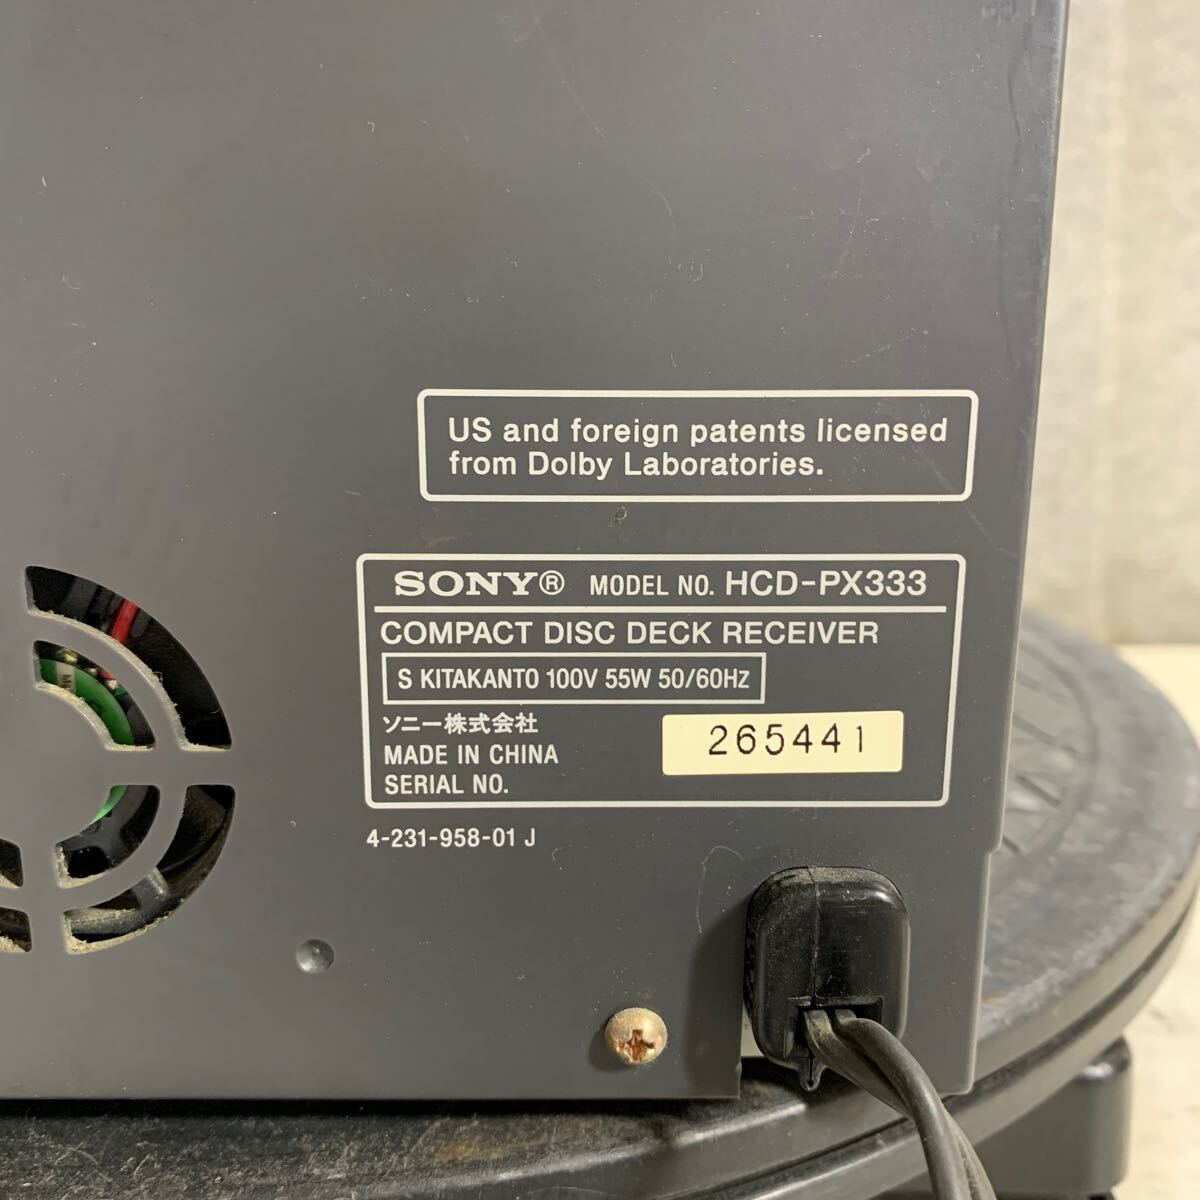 US and foreign patents licensed
from Dolby Laboratories.
SONY® MODEL NO. HCD-PX333
COMPACT DISC DECK RECEIVER
S KITAKANTO 100V 55W 50/60Hz
ソニー株式会社
MADE IN CHINA
SERIAL NO. 265441
4-231-958-01 J